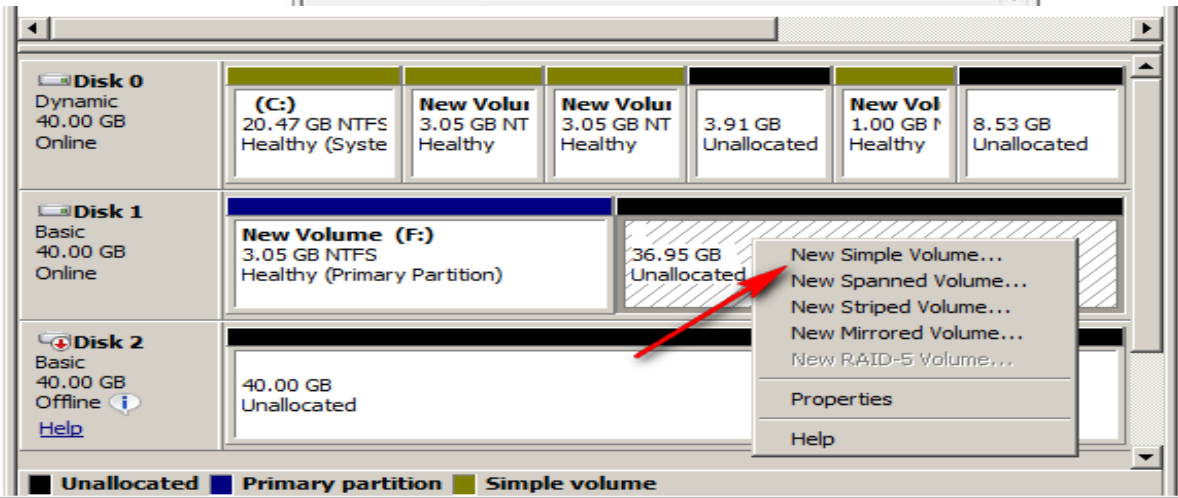 Disk 0
Dynamic
40.00 GB
Online
(C:)
20.47 GB NTFS
Healthy (Syste
New Volu
3.05 GB NT
Healthy
New Volu
3.05 GB NT
Healthy
3.91 GB
Unallocated
New Vol
1.00 GB
Healthy
8.53 GB
Unallocated
Disk 1
Basic
40.00 GB
Online
New Volume (F:)
3.05 GB NTFS
Healthy (Primary Partition)
36.95 GB
Unallocated
New Simple Volume...
New Spanned Volume...
New Striped Volume...
New Mirrored Volume...
New RAID-5 Volume...
Properties
Help
Disk 2
Basic
40.00 GB
Offline
Help
40.00 GB
Unallocated
Unallocated Primary partition Simple volume